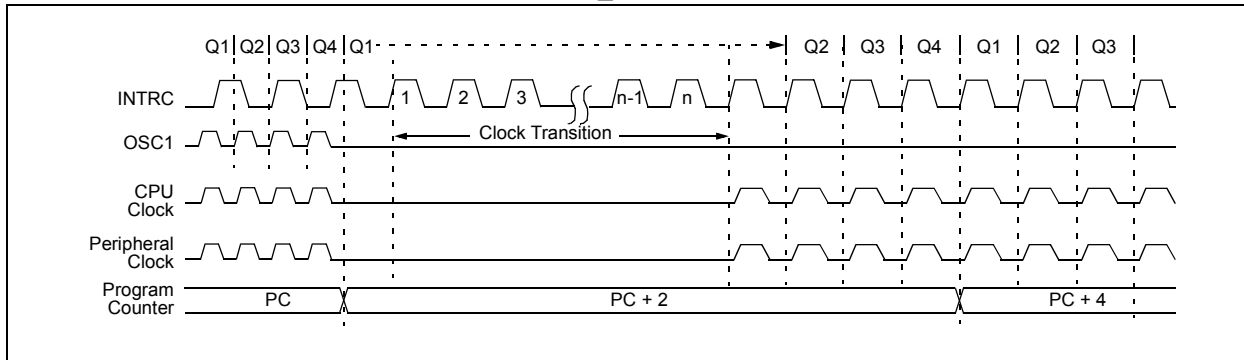 Q1 Q2 Q3 Q4 Q1 Q2 Q3 Q4 Q1 Q2 Q3
INTRC 1 2 3 n-1 n
Clock Transition
OSC1
CPU
Clock
Peripheral
Clock
Program
Counter
PC PC + 2 PC + 4